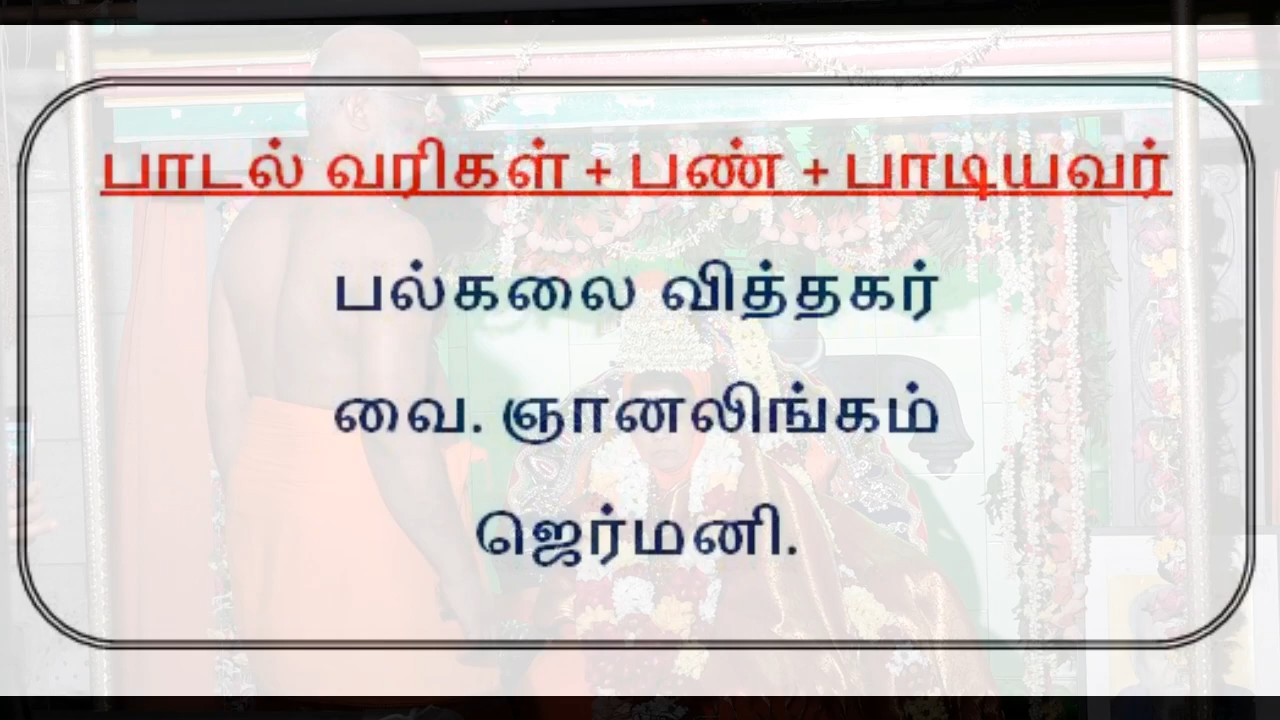 பாடல் வரிகள் + பண் + பாடியவர்
பல்கலை வித்தகர்
வை. ஞானலிங்கம்
ஜெர்மனி.